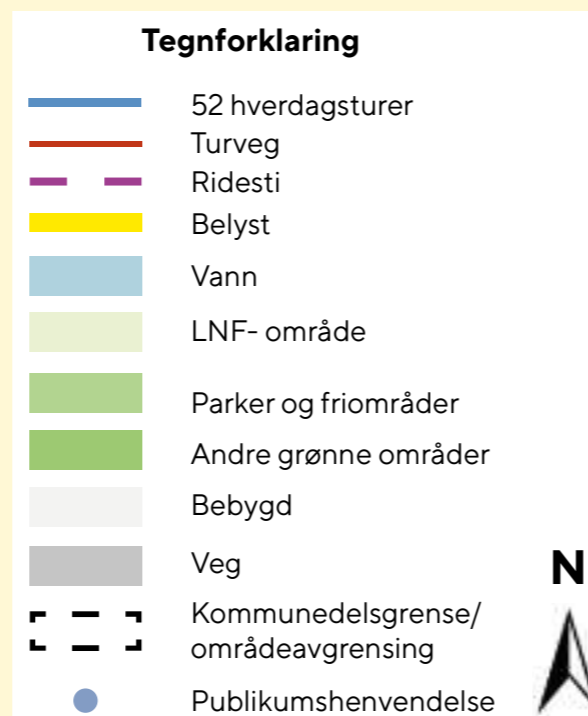 Tegnforklaring
52 hverdagsturer
Turveg
Ridesti
Belyst
Vann
LNF- område
Parker og friområder
Andre grønne områder
Bebygd
Veg
N
Kommunedelsgrense/
områdeavgrensing
Publikumshenvendelse